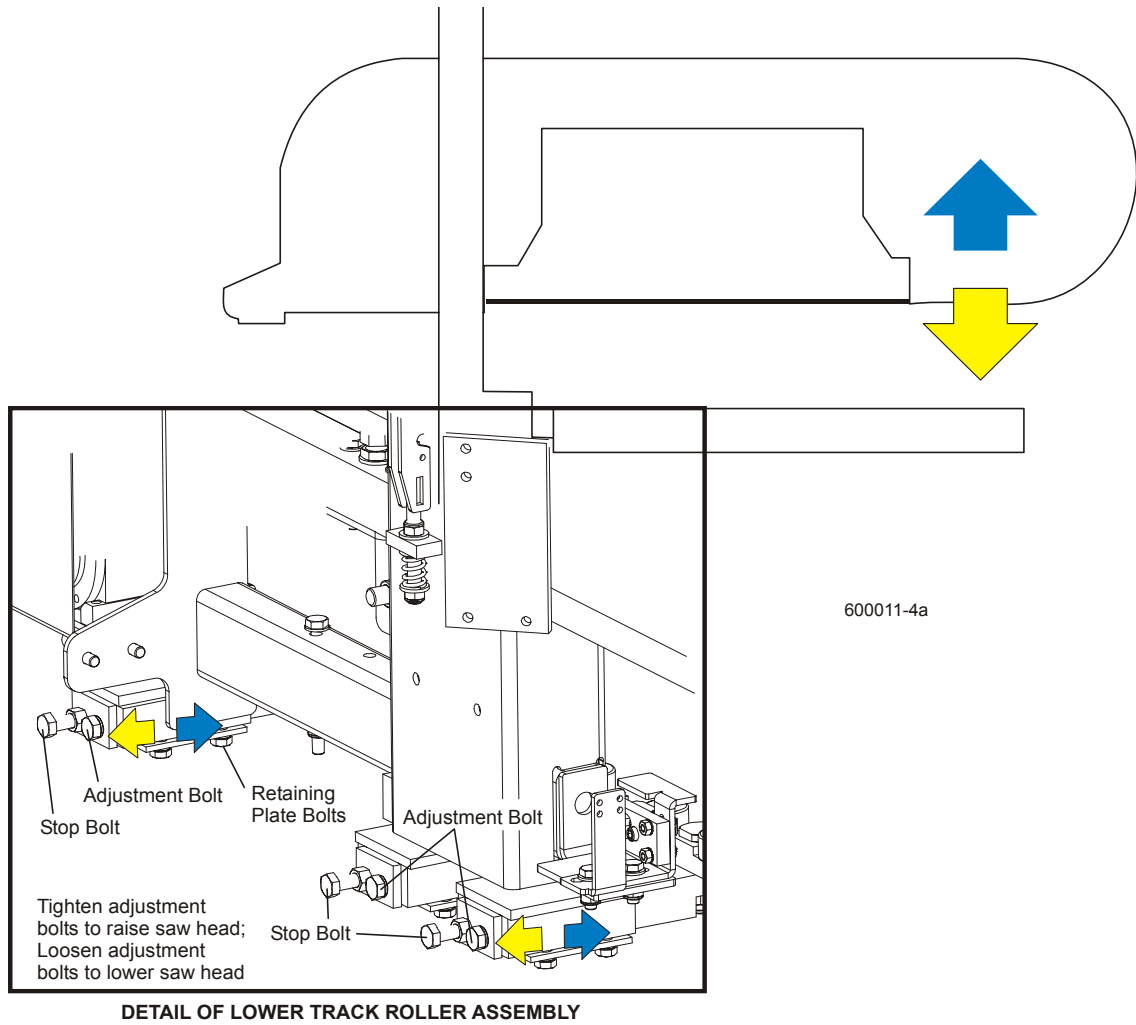 600011-4a
Adjustment Bolt
Retaining
Plate Bolts
Stop Bolt
Adjustment Bolt
Stop Bolt
Tighten adjustment
bolts to raise saw head;
Loosen adjustment
bolts to lower saw head
DETAIL OF LOWER TRACK ROLLER ASSEMBLY